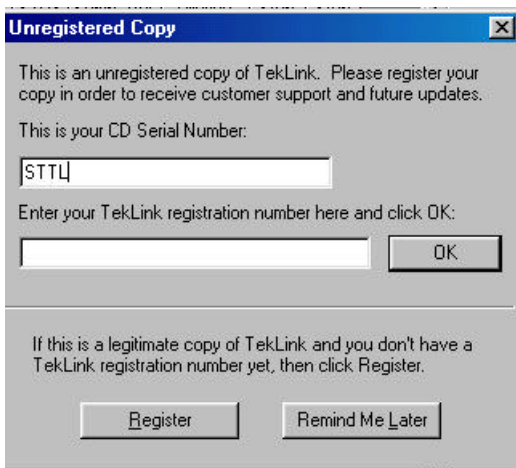 Unregistered Copy
This is an unregistered copy of TekLink. Please register your
copy in order to receive customer support and future updates.
This is your CD Serial Number:
STTL
Enter your TekLink registration number here and click OK:
OK
If this is a legitimate copy of TekLink and you don't have a
TekLink registration number yet, then click Register.
Register
Remind Me Later